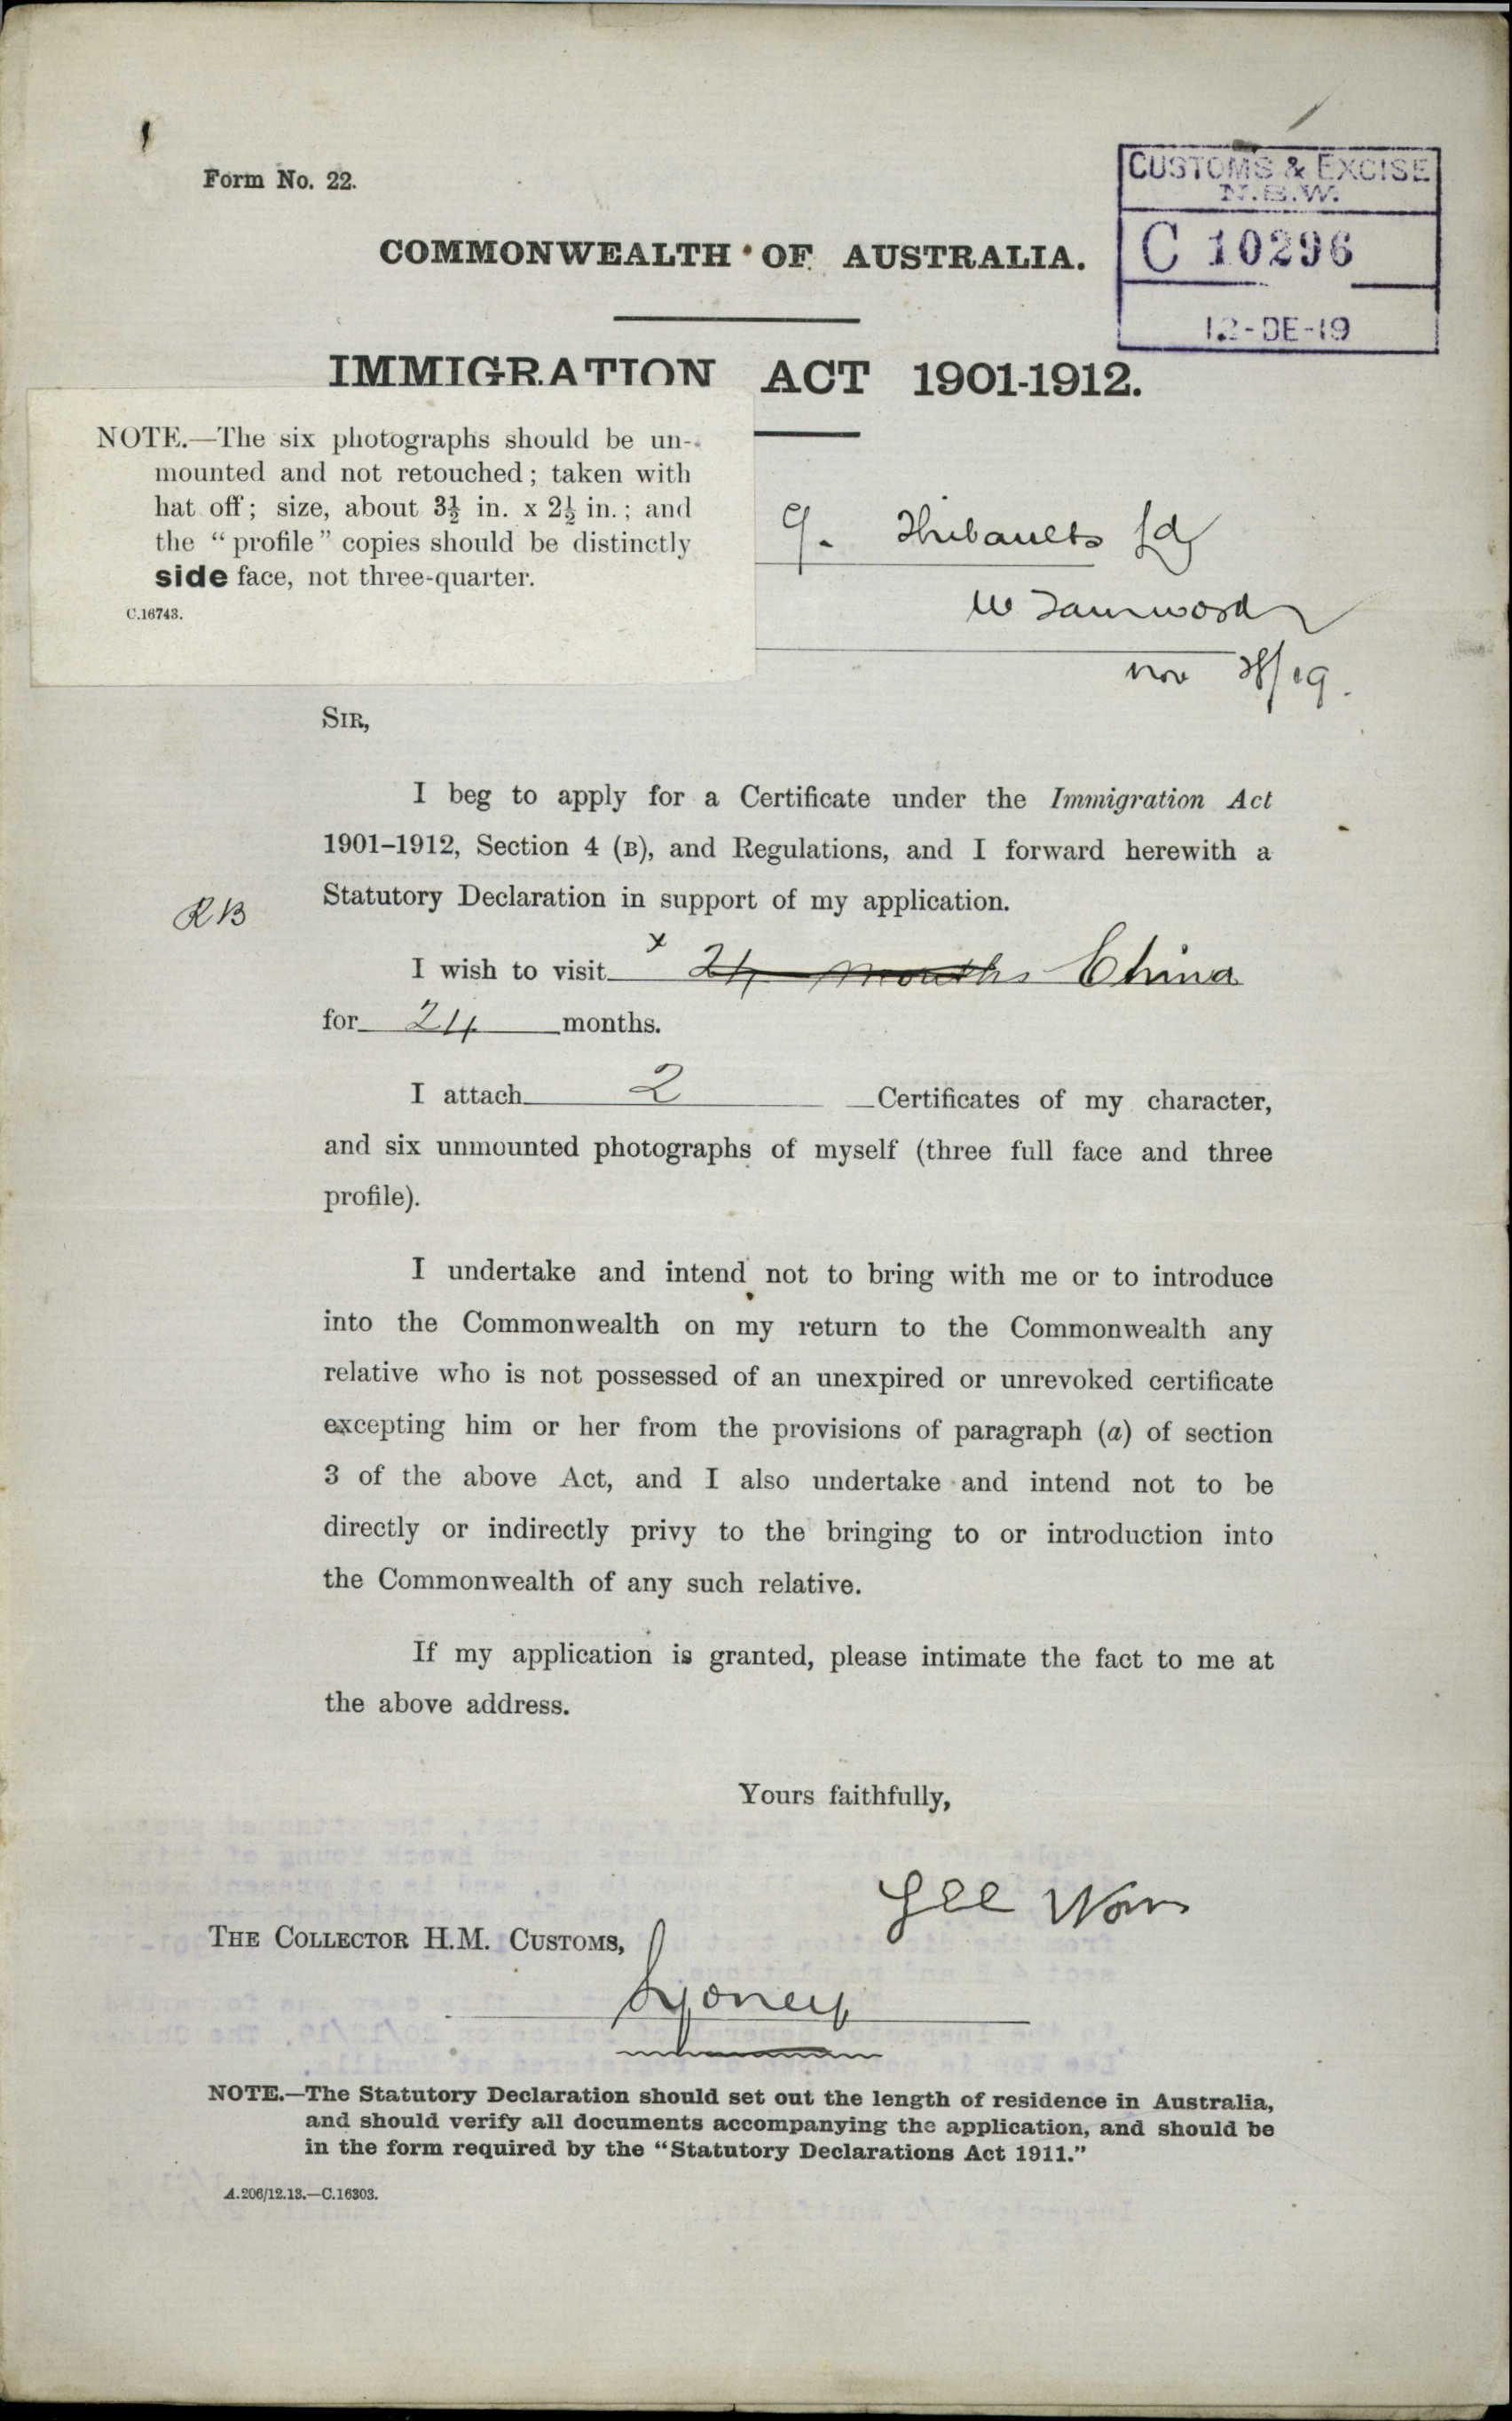 Form No. 22.
CUSTOMS & EXCISE
N.S.W.
C 10296
12-DE-19
COMMONWEALTH OF AUSTRALIA.
IMMIGRATION ACT 1901-1912.
NOTE.—The six photographs should be un-
mounted and not retouched; taken with
hat off; size, about 3½ in. x 2½ in.; and
the “profile” copies should be distinctly
side face, not three-quarter.
C.16743.
Thibaults
W Tamworth
Nov 28/19.
SIR,
I beg to apply for a Certificate under the Immigration Act
1901–1912, Section 4 (B), and Regulations, and I forward herewith a
Statutory Declaration in support of my application.
RB
I wish to visit x 24 months China
for 24 months.
I attach 2 Certificates of my character,
and six unmounted photographs of myself (three full face and three
profile).
I undertake and intend not to bring with me or to introduce
into the Commonwealth on my return to the Commonwealth any
relative who is not possessed of an unexpired or unrevoked certificate
excepting him or her from the provisions of paragraph (a) of section
3 of the above Act, and I also undertake and intend not to be
directly or indirectly privy to the bringing to or introduction into
the Commonwealth of any such relative.
If my application is granted, please intimate the fact to me at
the above address.
Yours faithfully,
Lee Won
THE COLLECTOR H.M. CUSTOMS,
Sydney
NOTE.—The Statutory Declaration should set out the length of residence in Australia,
and should verify all documents accompanying the application, and should be
in the form required by the “Statutory Declarations Act 1911.”
A.206/12.13.—C.16303.